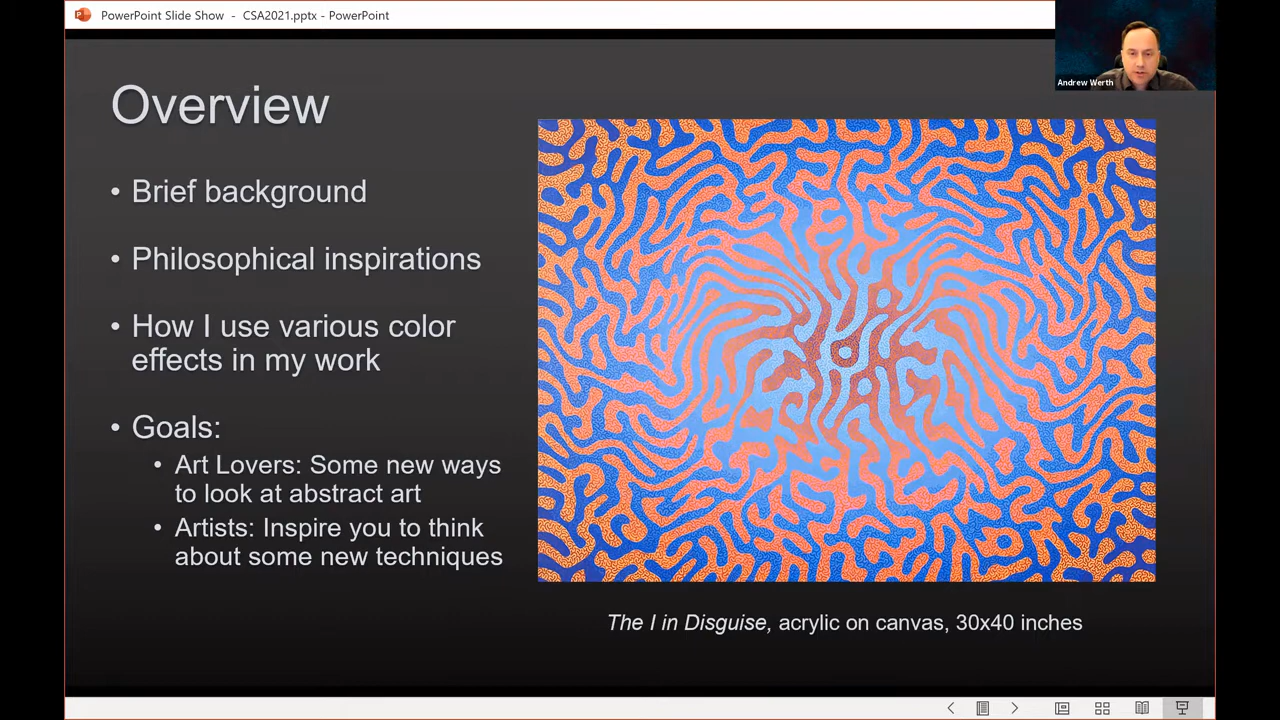 PowerPoint Slide Show - CSA2021.pptx - PowerPoint
Andrew Werth
Overview
• Brief background
• Philosophical inspirations
• How I use various color
effects in my work
• Goals:
• Art Lovers: Some new ways
to look at abstract art
• Artists: Inspire you to think
about some new techniques
The I in Disguise, acrylic on canvas, 30x40 inches